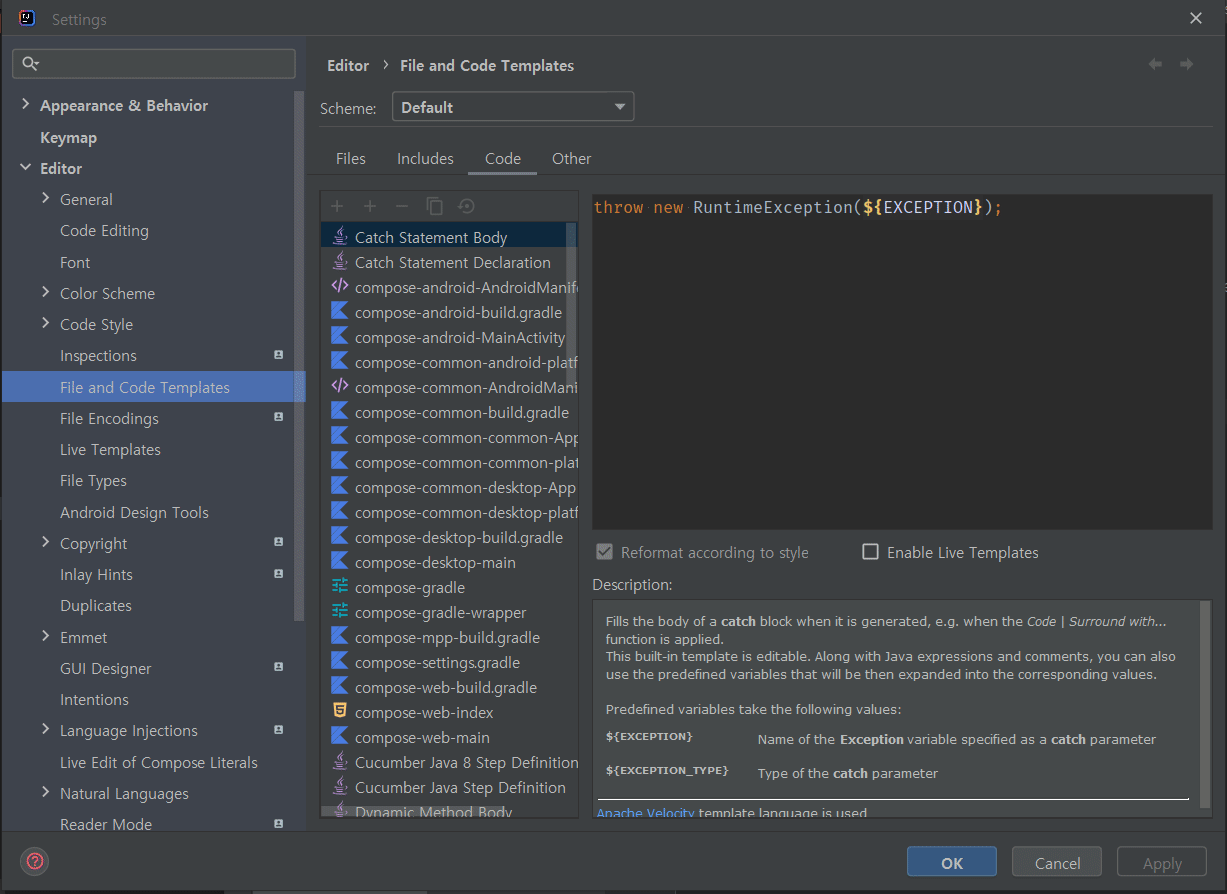 Settings
Appearance & Behavior
Keymap
Editor
General
Code Editing
Font
Color Scheme
Code Style
Inspections
File and Code Templates
File Encodings
Live Templates
File Types
Android Design Tools
Copyright
Inlay Hints
Duplicates
Emmet
GUI Designer
Intentions
Language Injections
Live Edit of Compose Literals
Natural Languages
Reader Mode
Editor › File and Code Templates
Scheme: Default
Files Includes Code Other
Catch Statement Body
Catch Statement Declaration
compose-android-AndroidManif
compose-android-build.gradle
compose-android-MainActivity
compose-common-android-platf
compose-common-AndroidMani
compose-common-build.gradle
compose-common-common-App
compose-common-common-plat
compose-common-desktop-App
compose-common-desktop-platf
compose-desktop-build.gradle
compose-desktop-main
compose-gradle
compose-gradle-wrapper
compose-mpp-build.gradle
compose-settings.gradle
compose-web-build.gradle
compose-web-index
compose-web-main
Cucumber Java 8 Step Definition
Cucumber Java Step Definition
Dynamic Method Body
throw new RuntimeException(${EXCEPTION});
Reformat according to style Enable Live Templates
Description:
Fills the body of a catch block when it is generated, e.g. when the Code | Surround with...
function is applied.
This built-in template is editable. Along with Java expressions and comments, you can also
use the predefined variables that will be then expanded into the corresponding values.
Predefined variables take the following values:
${EXCEPTION} Name of the Exception variable specified as a catch parameter
${EXCEPTION_TYPE} Type of the catch parameter
Apache Velocity template language is used
? OK Cancel Apply